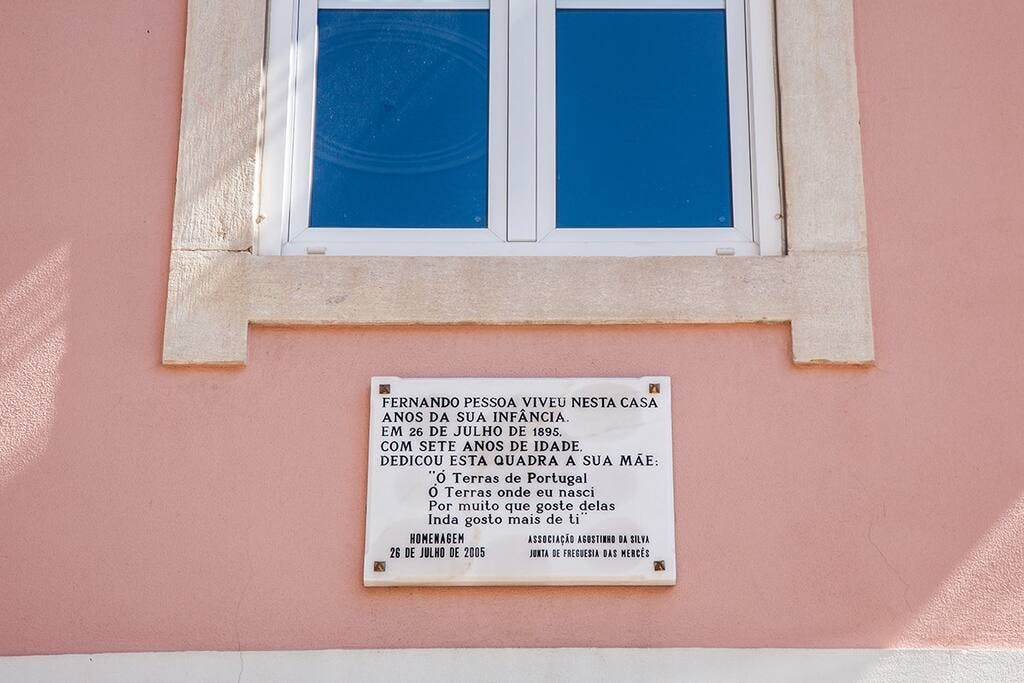 FERNANDO PESSOA VIVEU NESTA CASA
ANOS DA SUA INFÂNCIA.
EM 26 DE JULHO DE 1895,
COM SETE ANOS DE IDADE,
DEDICOU ESTA QUADRA A SUA MÃE:
"Ó Terras de Portugal
Ó Terras onde eu nasci
Por muito que goste delas
Inda gosto mais de ti"
HOMENAGEM
26 DE JULHO DE 2005
ASSOCIAÇÃO AGOSTINHO DA SILVA
JUNTA DE FREGUESIA DAS MERCÊS